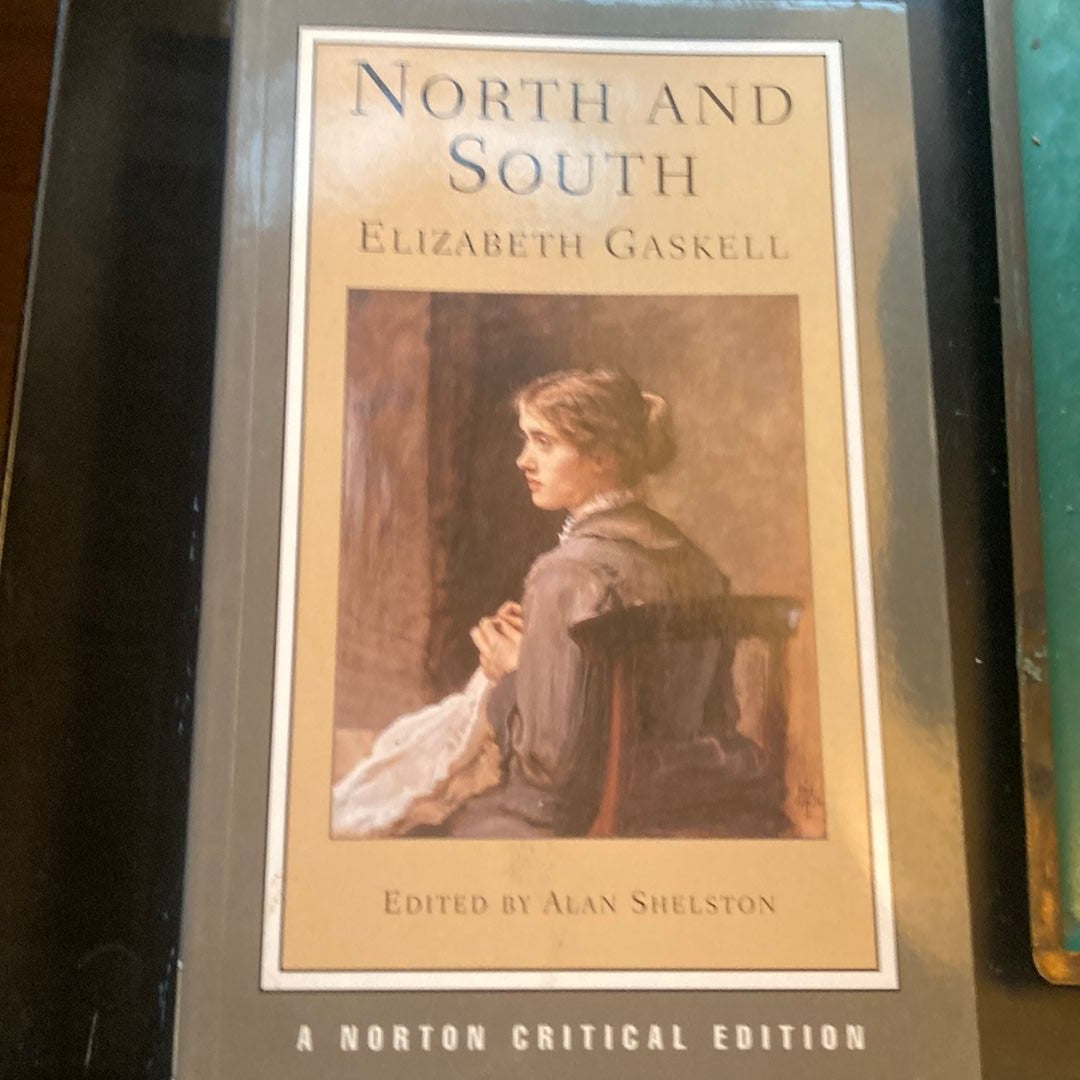 NORTH AND
SOUTH
ELIZABETH GASKELL
EDITED BY ALAN SHELSTON
A NORTON CRITICAL EDITION